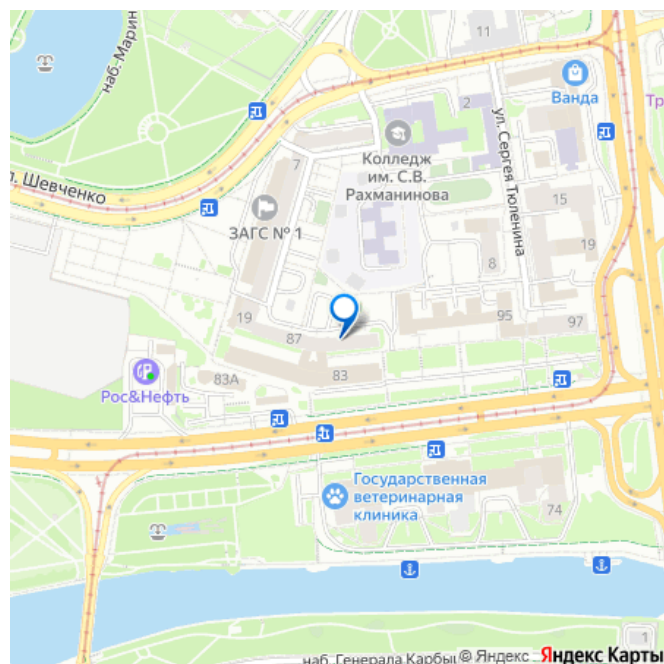 наб. Марин
11
Ванда
2
Тр
Колледж
им. С.В.
Рахманинова
ул. Сергея Тюленина
7
л. Шевченко
ЗАГС № 1
15
19
8
19
87
95
97
Рос&Нефть
83А
83
Государственная
ветеринарная
клиника
74
1
наб. Генерала Карбы
© Яндекс Яндекс Карты